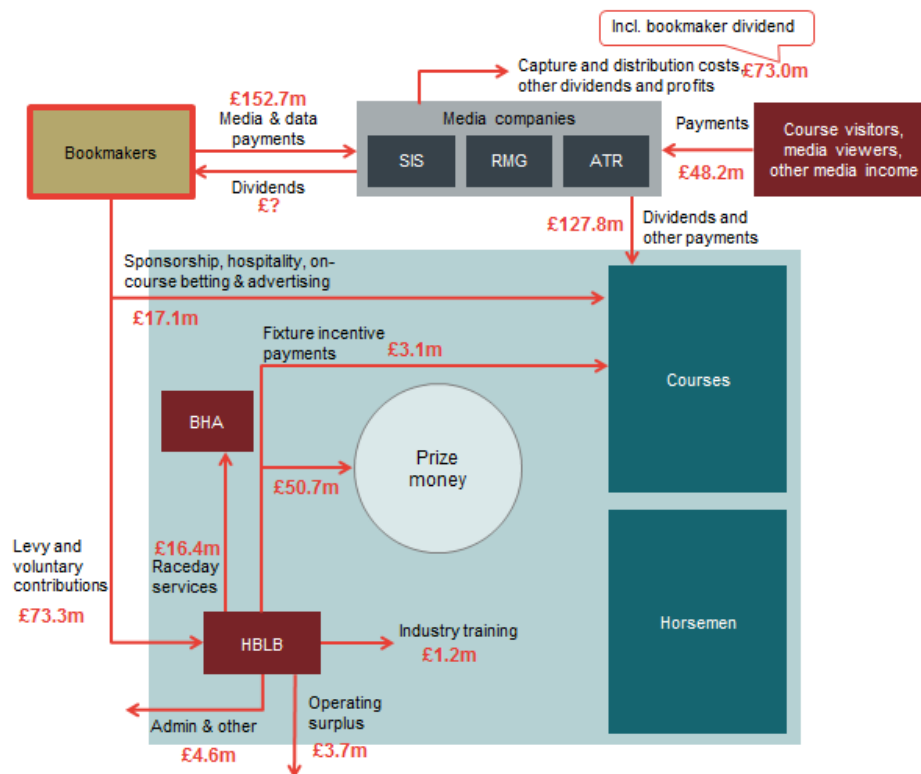 Incl. bookmaker dividend
Capture and distribution costs,
other dividends and profits
£73.0m
£152.7m
Media & data
payments
Bookmakers
Dividends
£?
Media companies
SIS
RMG
ATR
Payments
£48.2m
Course visitors,
media viewers,
other media income
£127.8m
Dividends and
other payments
Sponsorship, hospitality, on-
course betting & advertising
£17.1m
Fixture incentive
payments
£3.1m
Courses
BHA
Prize
money
£50.7m
£16.4m
Raceday
services
Levy and
voluntary
contributions
£73.3m
HBLB
Industry training
£1.2m
Horsemen
Admin & other
£4.6m
Operating
surplus
£3.7m